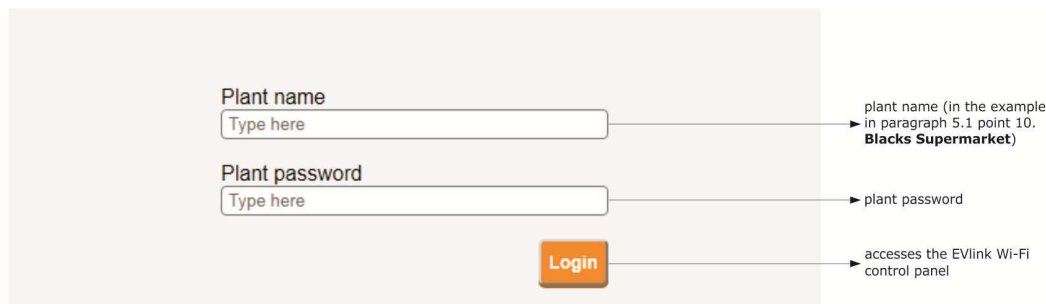 Plant name
Type here
plant name (in the example
in paragraph 5.1 point 10.
Blacks Supermarket)
Plant password
Type here
plant password
Login
accesses the EVlink Wi-Fi
control panel